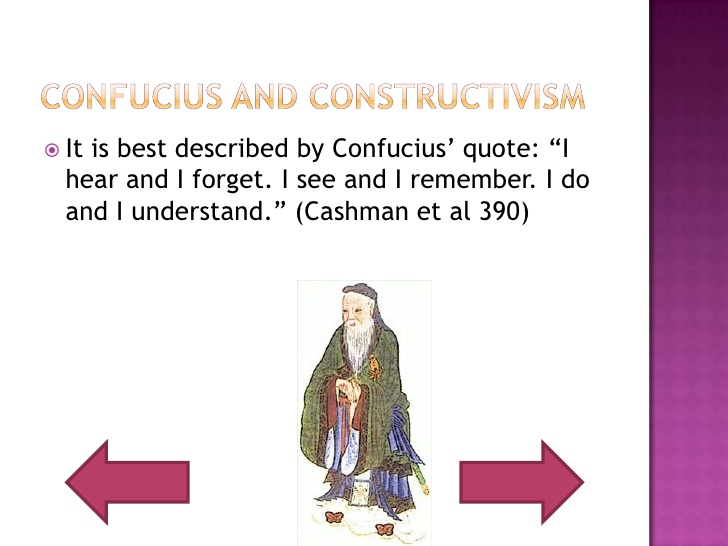 CONFUCIUS AND CONSTRUCTIVISM
It is best described by Confucius’ quote: “I
hear and I forget. I see and I remember. I do
and I understand.” (Cashman et al 390)